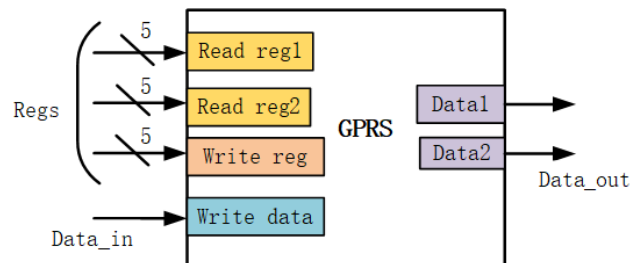 5
Read reg1
5
Read reg2
Regs
5
Write reg
Write data
Data_in
GPRS
Data1
Data2
Data_out